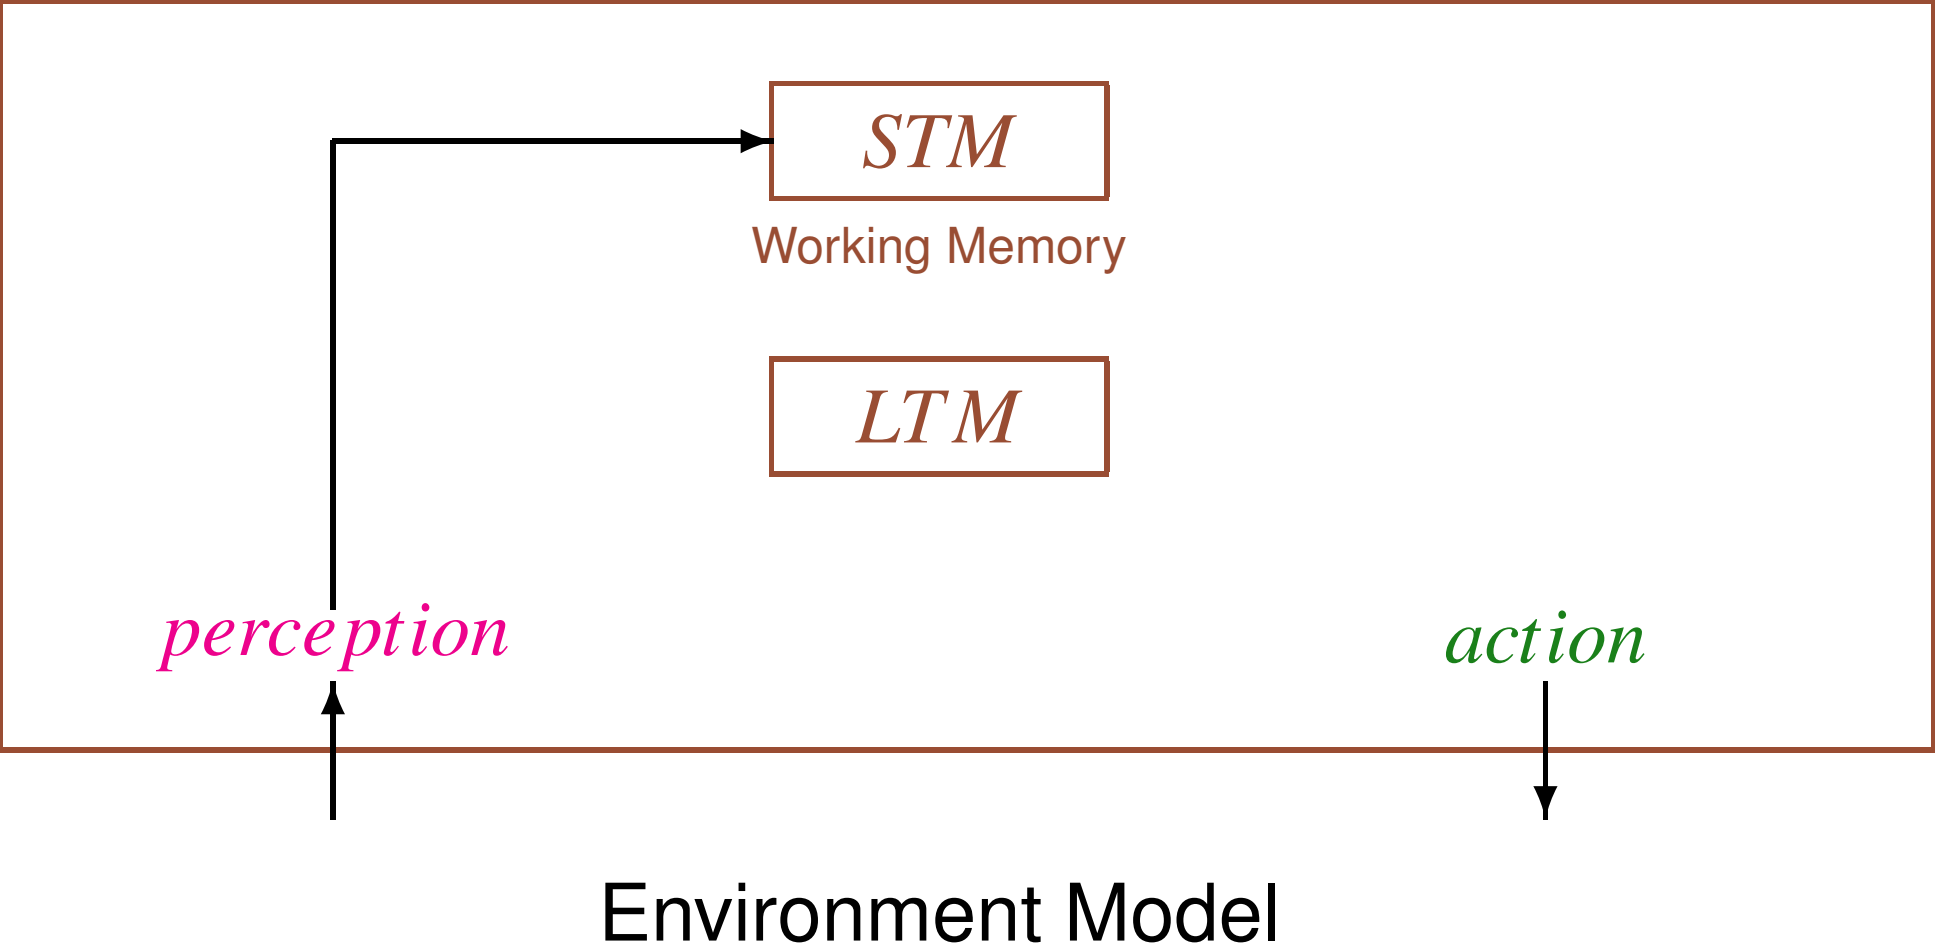 STM
Working Memory
LTM
perception
action
Environment Model